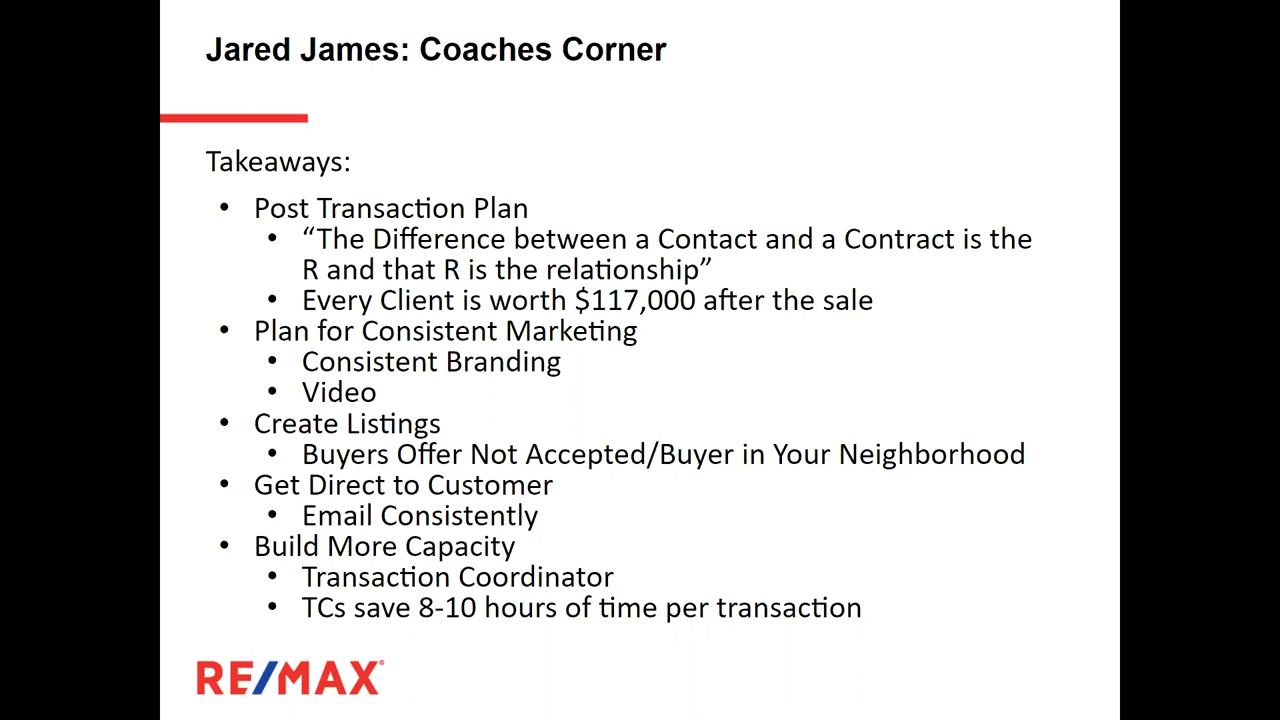 Jared James: Coaches Corner
Takeaways:
• Post Transaction Plan
• “The Difference between a Contact and a Contract is the
R and that R is the relationship”
• Every Client is worth $117,000 after the sale
• Plan for Consistent Marketing
• Consistent Branding
• Video
• Create Listings
• Buyers Offer Not Accepted/Buyer in Your Neighborhood
• Get Direct to Customer
• Email Consistently
• Build More Capacity
• Transaction Coordinator
• TCs save 8-10 hours of time per transaction
RE/MAX®